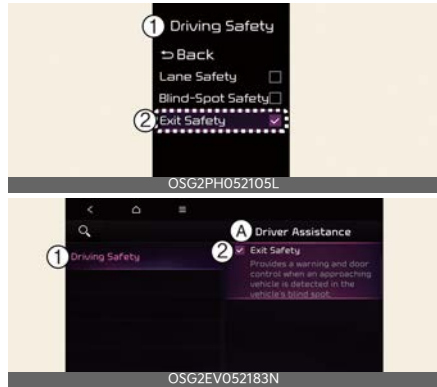 ① Driving Safety
⮌ Back
Lane Safety
Blind-Spot Safety
② Exit Safety
OSG2PH052105L
Ⓐ Driver Assistance
① Driving Safety
② Exit Safety
Provides a warning and door
control when an approaching
vehicle is detected in the
vehicle's blind spot.
OSG2EV052183N